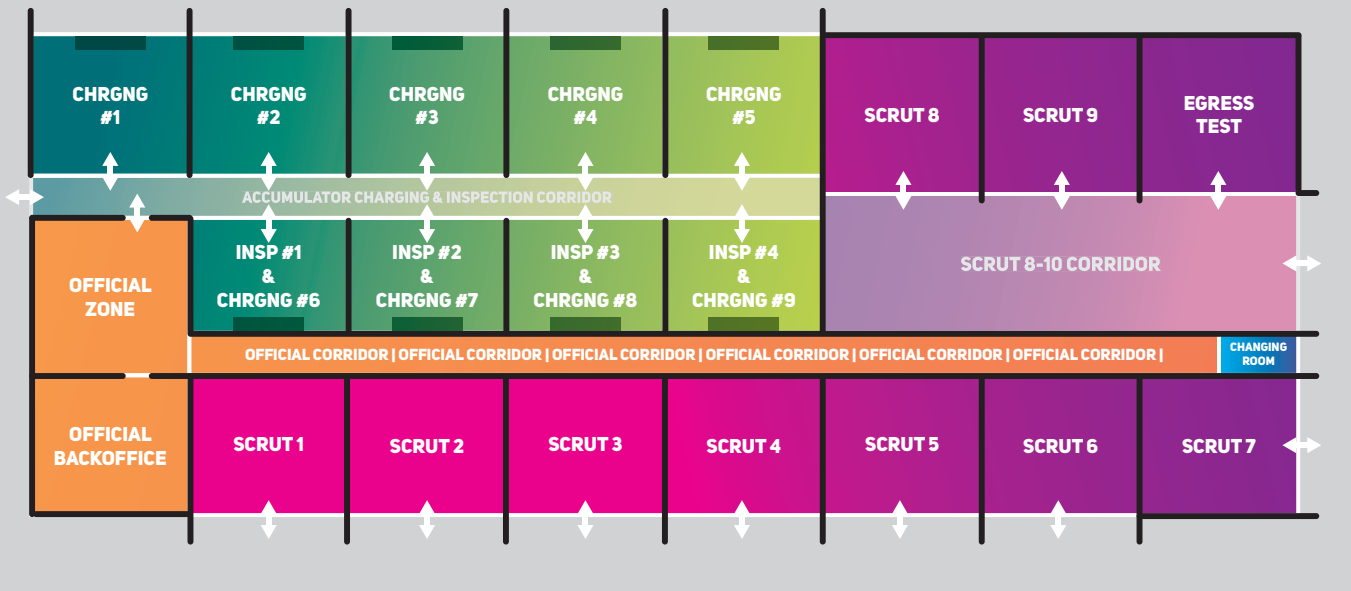 CHRGNG
#1
CHRGNG
#2
CHRGNG
#3
CHRGNG
#4
CHRGNG
#5
SCRUT 8
SCRUT 9
EGRESS
TEST
ACCUMULATOR CHARGING & INSPECTION CORRIDOR
OFFICIAL
ZONE
INSP #1
&
CHRGNG #6
INSP #2
&
CHRGNG #7
INSP #3
&
CHRGNG #8
INSP #4
&
CHRGNG #9
SCRUT 8-10 CORRIDOR
OFFICIAL CORRIDOR | OFFICIAL CORRIDOR | OFFICIAL CORRIDOR | OFFICIAL CORRIDOR | OFFICIAL CORRIDOR | OFFICIAL CORRIDOR |
CHANGING
ROOM
OFFICIAL
BACKOFFICE
SCRUT 1
SCRUT 2
SCRUT 3
SCRUT 4
SCRUT 5
SCRUT 6
SCRUT 7